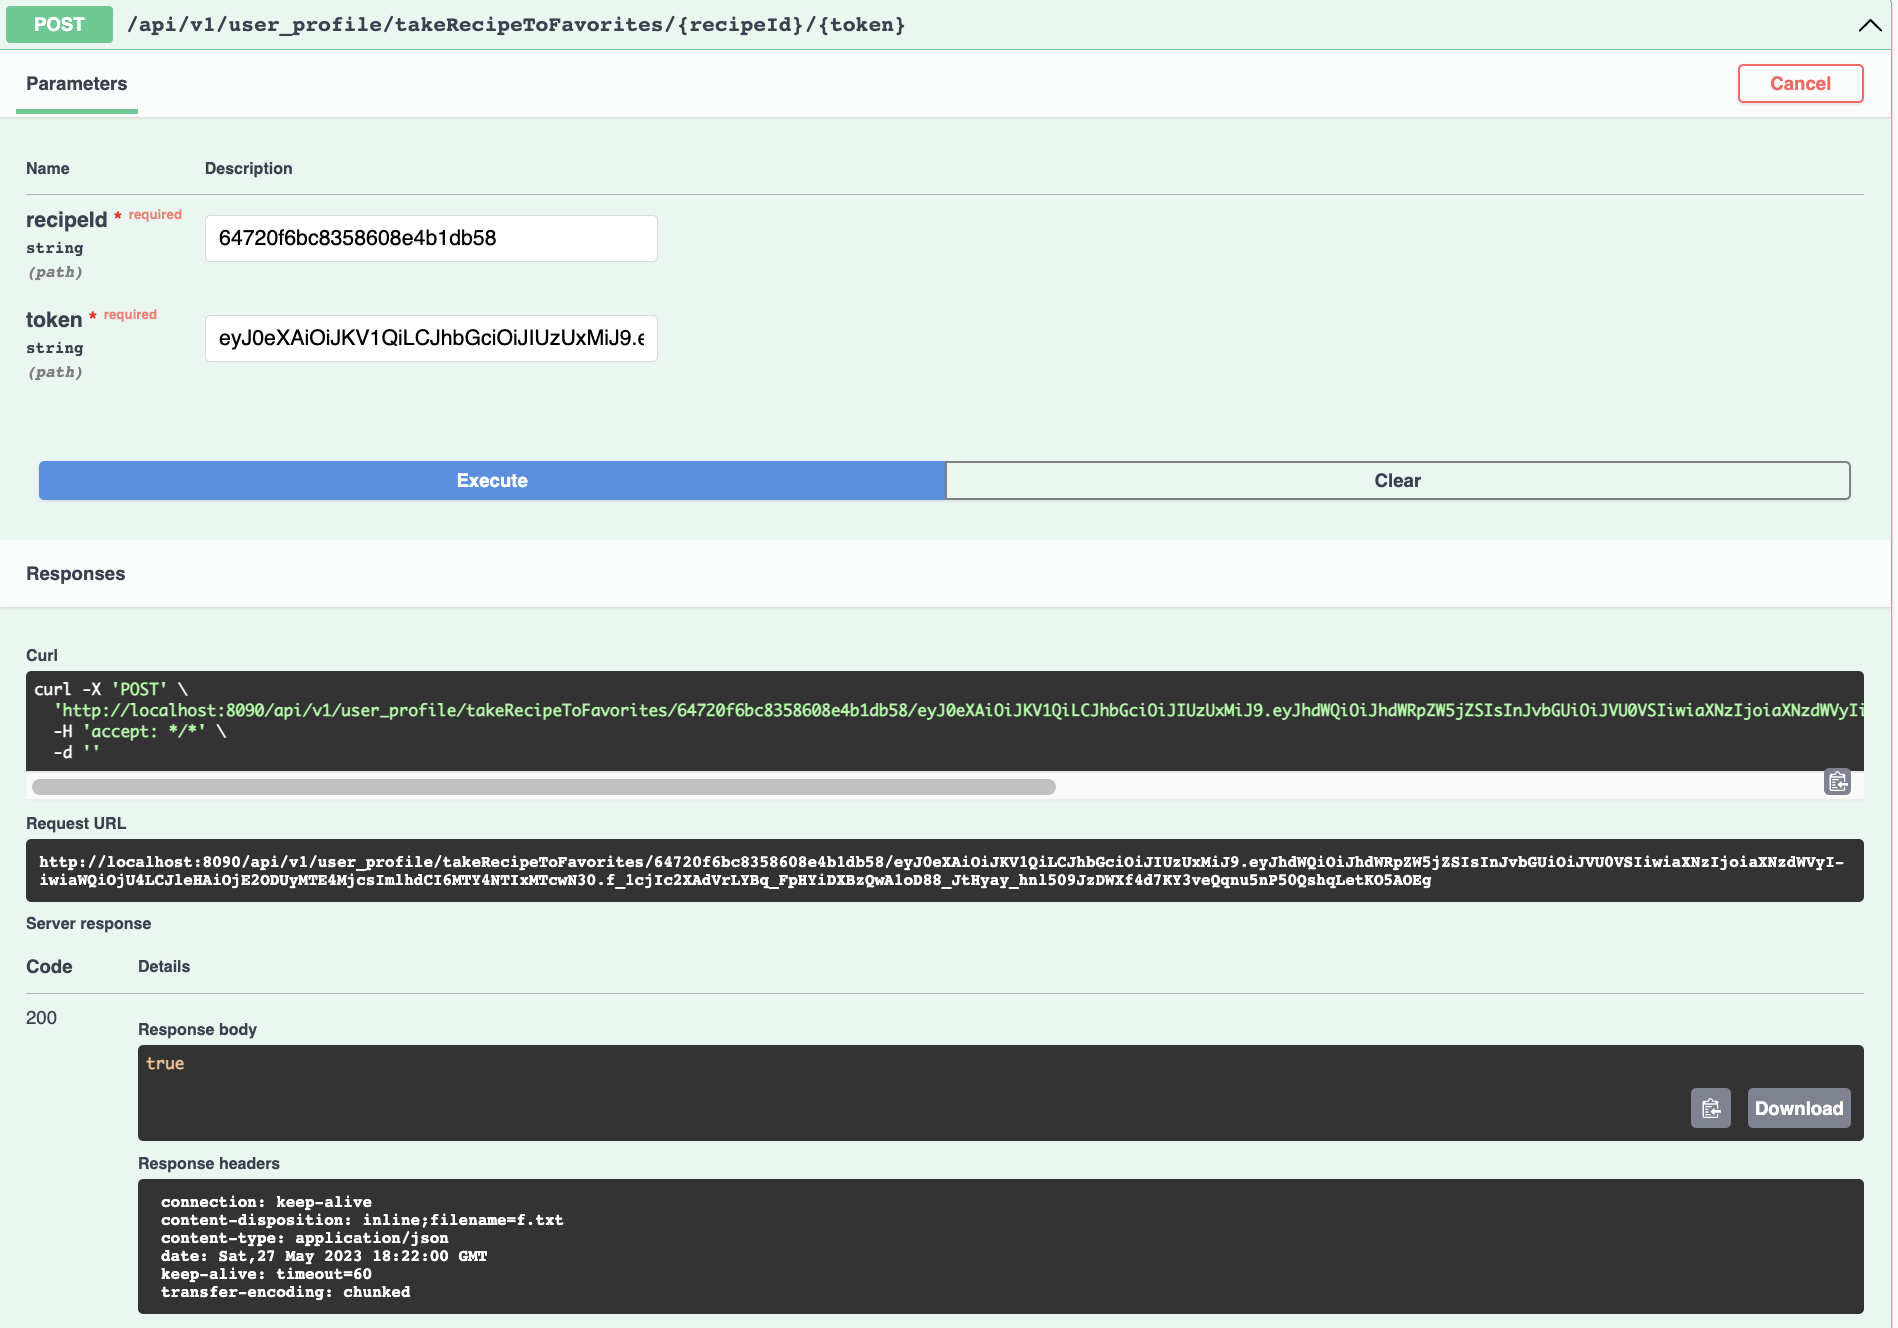 POST /api/v1/user_profile/takeRecipeToFavorites/{recipeId}/{token}
Parameters
Cancel
Name Description
recipeId * required
string
(path)
64720f6bc8358608e4b1db58
token * required
string
(path)
eyJ0eXAiOiJKV1QiLCJhbGciOiJIUzUxMiJ9.e
Execute Clear
Responses
Curl
curl -X 'POST' \
'http://localhost:8090/api/v1/user_profile/takeRecipeToFavorites/64720f6bc8358608e4b1db58/eyJ0eXAiOiJKV1QiLCJhbGciOiJIUzUxMiJ9.eyJhdWQiOiJhdWRpZW5jZSIsInJvbGUiOiJVU0VSIiwiaXNzIjoiaXNzdWVyIi
-H 'accept: */*' \
-d ''
Request URL
http://localhost:8090/api/v1/user_profile/takeRecipeToFavorites/64720f6bc8358608e4b1db58/eyJ0eXAiOiJKV1QiLCJhbGciOiJIUzUxMiJ9.eyJhdWQiOiJhdWRpZW5jZSIsInJvbGUiOiJVU0VSIiwiaXNzIjoiaXNzdWVyI-
iwiaWQiOjU4LCJleHAiOjE2ODUyMTE4MjcsImlhdCI6MTY4NTIxMTcwN30.f_lcjIc2XAdVrLYBq_FpHYiDXBzQwA1oD88_JtHyay_hnl509JzDWXf4d7KY3veQqnu5nP50QshqLetKO5AOEg
Server response
Code Details
200
Response body
true
Download
Response headers
connection: keep-alive
content-disposition: inline;filename=f.txt
content-type: application/json
date: Sat,27 May 2023 18:22:00 GMT
keep-alive: timeout=60
transfer-encoding: chunked